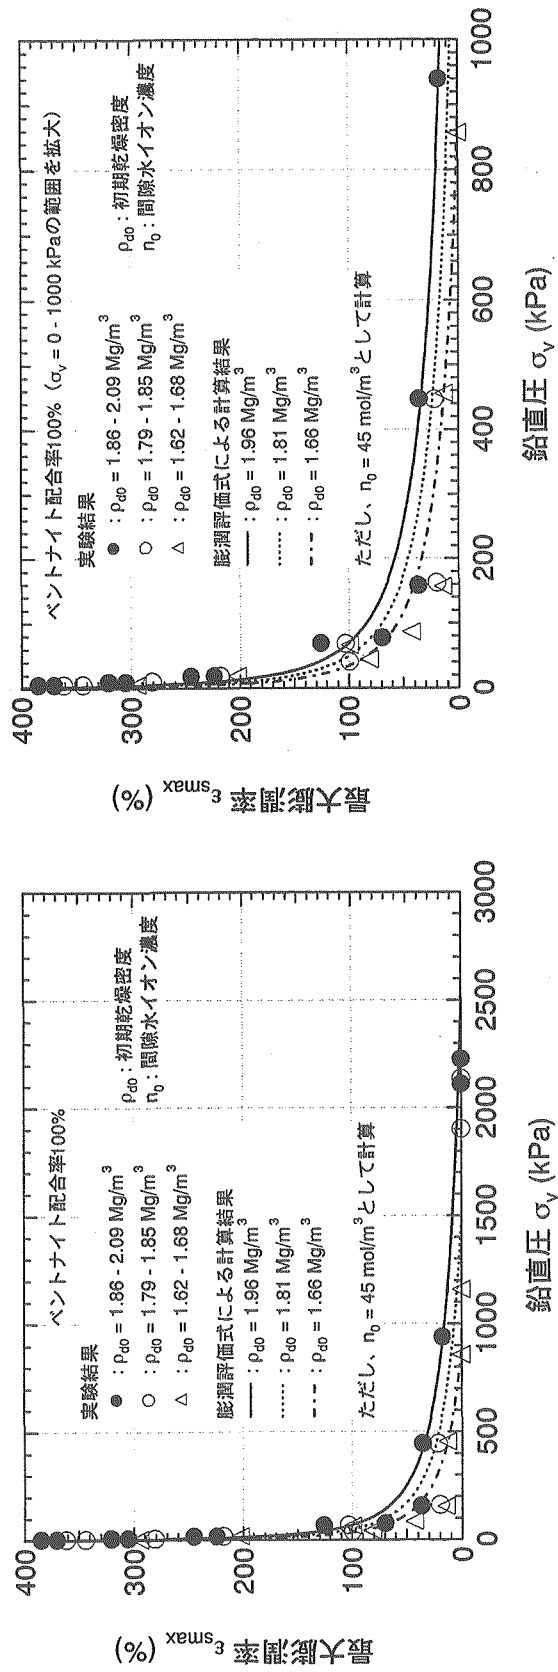 ベントナイト配合率100%
実験結果
● : ρd0 = 1.86 - 2.09 Mg/m³
○ : ρd0 = 1.79 - 1.85 Mg/m³
△ : ρd0 = 1.62 - 1.68 Mg/m³
ρd0 : 初期乾燥密度
n0 : 間隙水イオン濃度
膨潤評価式による計算結果
: ρd0 = 1.96 Mg/m³
: ρd0 = 1.81 Mg/m³
: ρd0 = 1.66 Mg/m³
ただし、n0 = 45 mol/m³として計算
最大膨潤率 εsmax (%)
400
300
200
100
0
0 500 1000 1500 2000 2500 3000
鉛直圧 σv (kPa)
ベントナイト配合率100%(σv = 0 - 1000 kPaの範囲を拡大)
実験結果
● : ρd0 = 1.86 - 2.09 Mg/m³
○ : ρd0 = 1.79 - 1.85 Mg/m³
△ : ρd0 = 1.62 - 1.68 Mg/m³
ρd0 : 初期乾燥密度
n0 : 間隙水イオン濃度
膨潤評価式による計算結果
: ρd0 = 1.96 Mg/m³
: ρd0 = 1.81 Mg/m³
: ρd0 = 1.66 Mg/m³
ただし、n0 = 45 mol/m³として計算
最大膨潤率 εsmax (%)
400
300
200
100
0
0 200 400 600 800 1000
鉛直圧 σv (kPa)